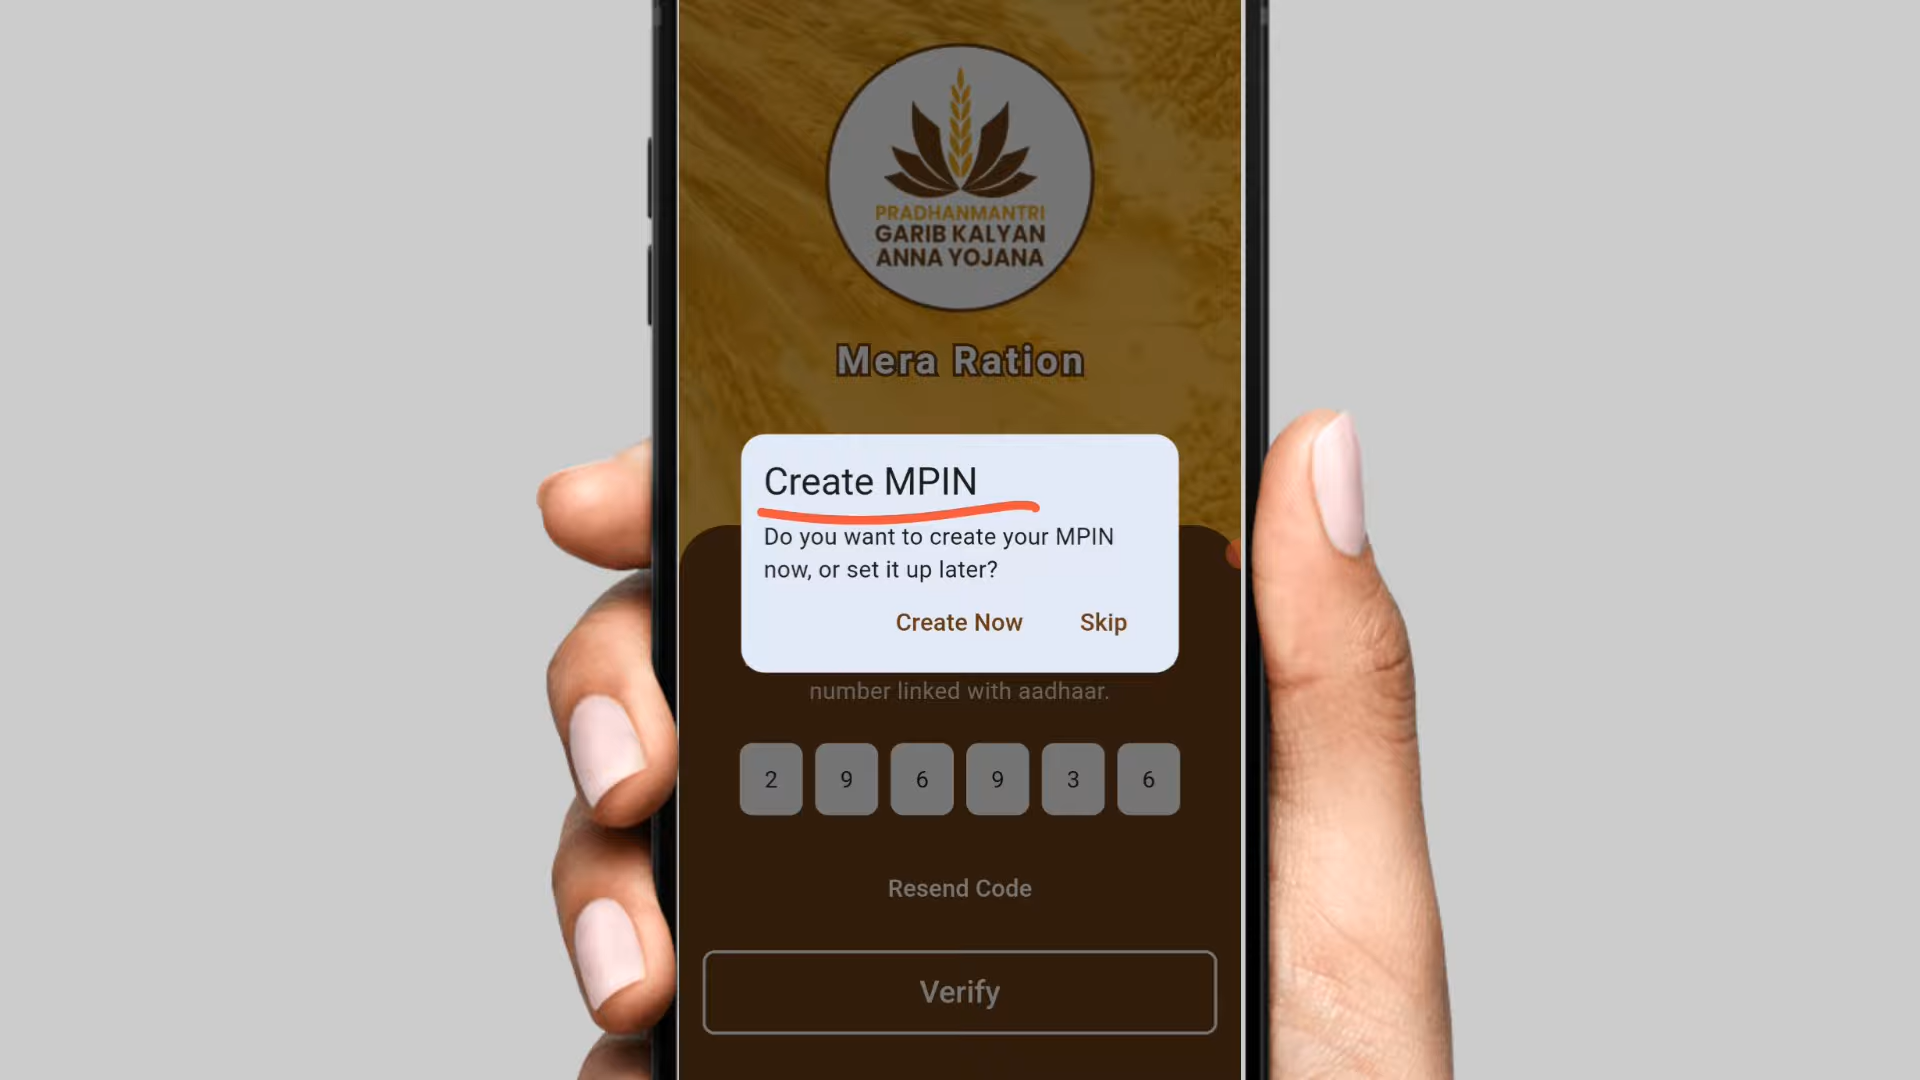 PRADHANMANTRI
GARIB KALYAN
ANNA YOJANA
Mera Ration
Create MPIN
Do you want to create your MPIN
now, or set it up later?
Create Now Skip
number linked with aadhaar.
2 9 6 9 3 6
Resend Code
Verify